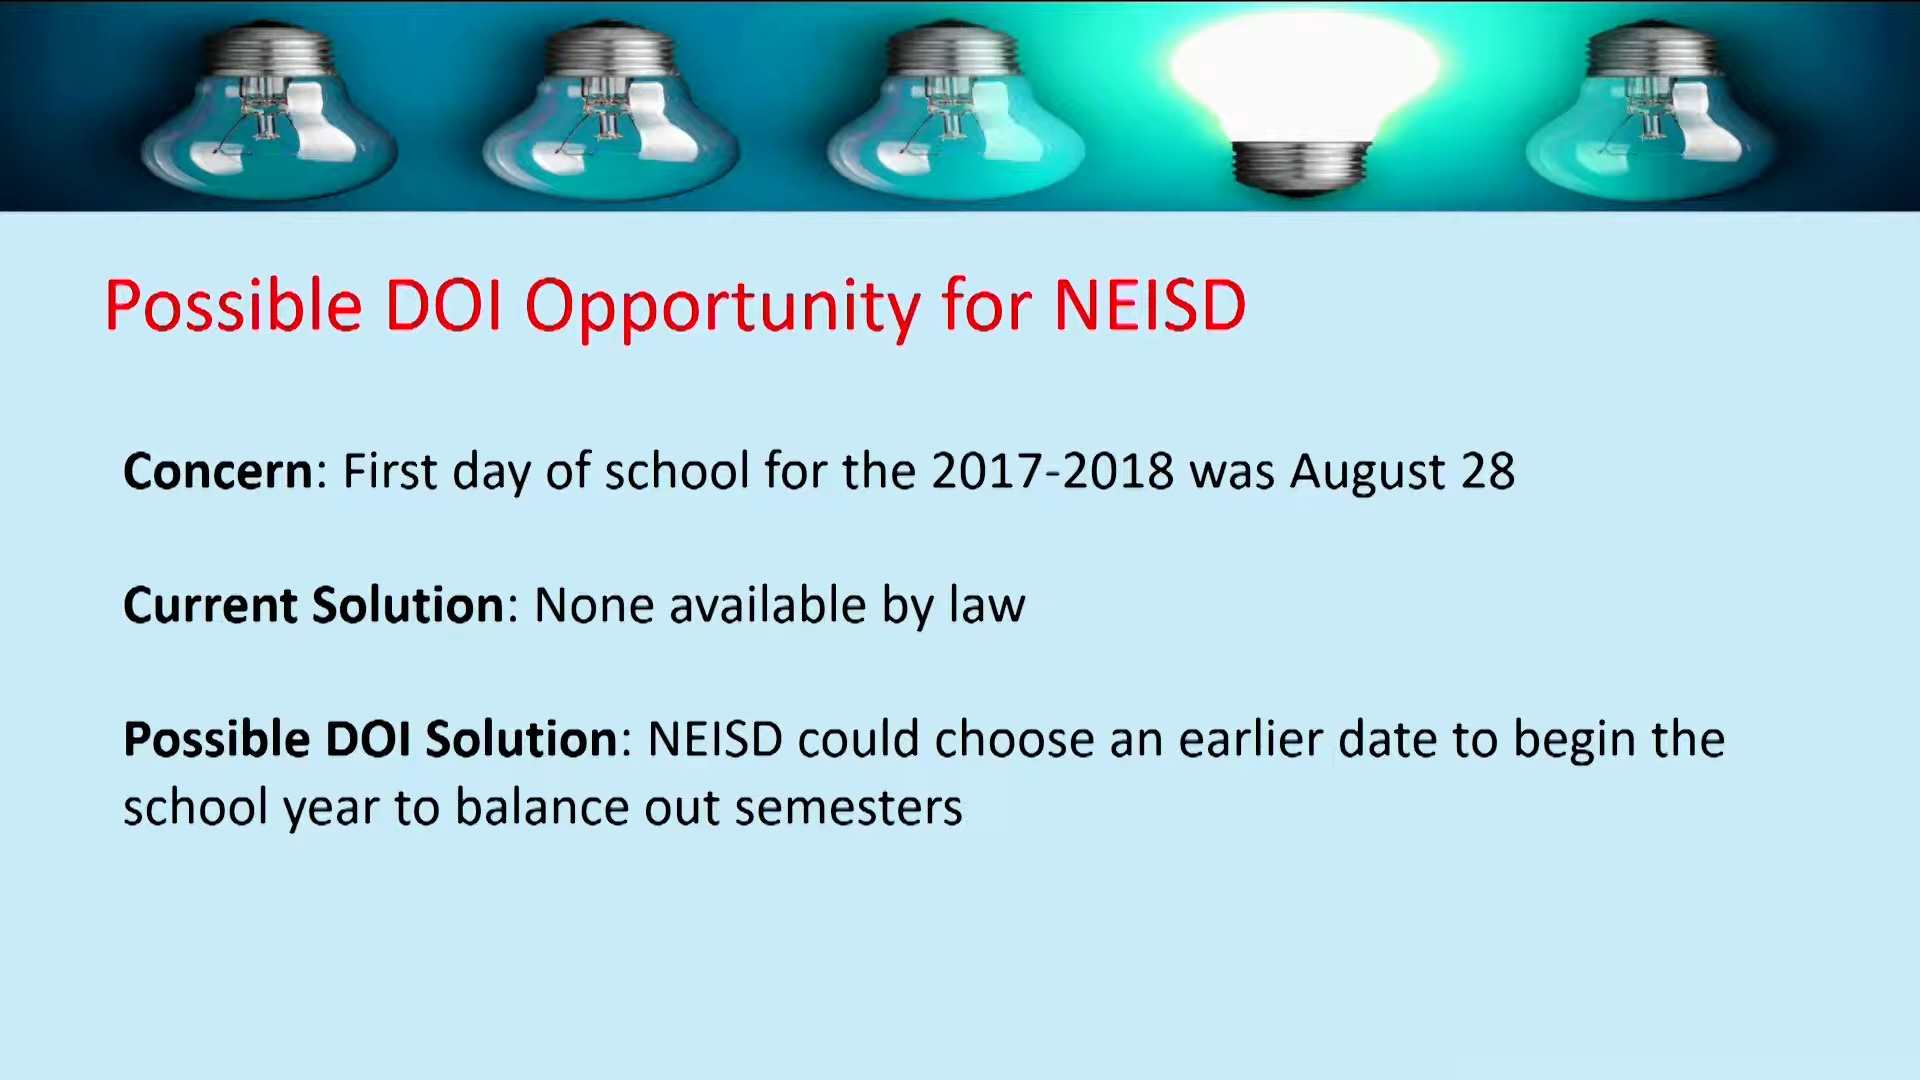 Possible DOI Opportunity for NEISD
Concern: First day of school for the 2017-2018 was August 28
Current Solution: None available by law
Possible DOI Solution: NEISD could choose an earlier date to begin the
school year to balance out semesters